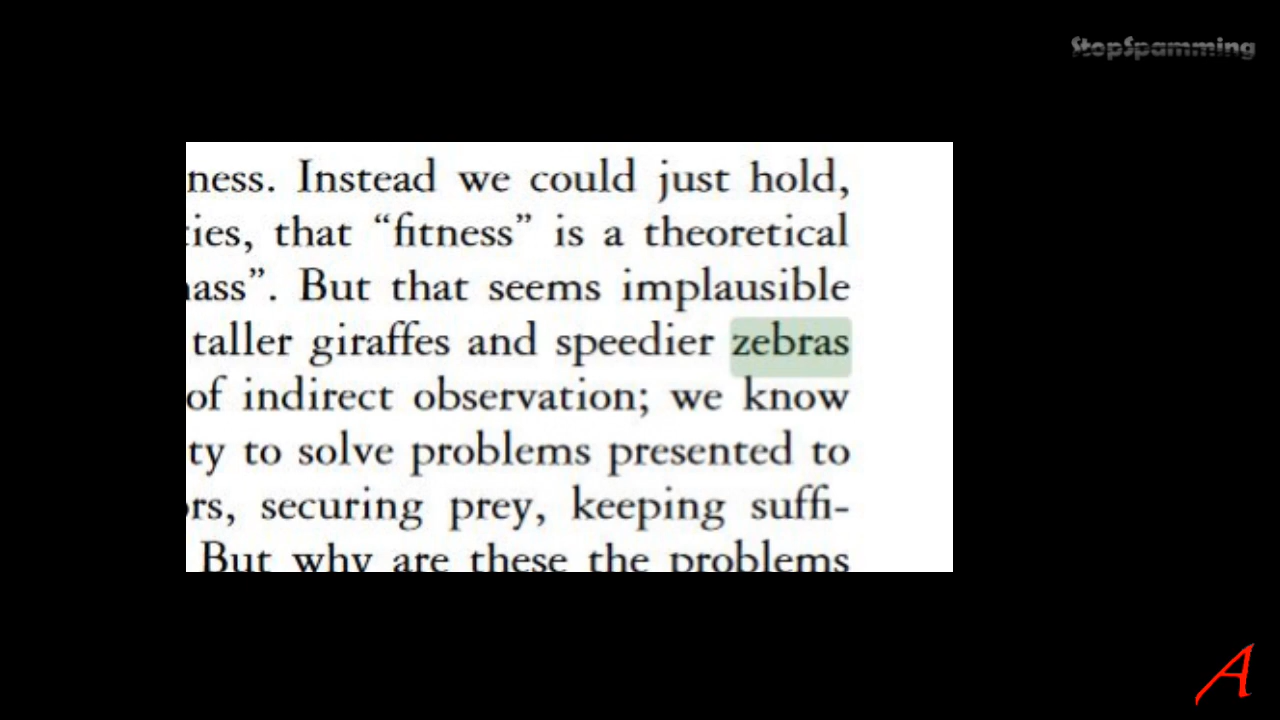 StopSpamming
ness. Instead we could just hold,
ies, that “fitness” is a theoretical
ass”. But that seems implausible
taller giraffes and speedier zebras
of indirect observation; we know
ty to solve problems presented to
rs, securing prey, keeping suffi-
But why are these the problems
A